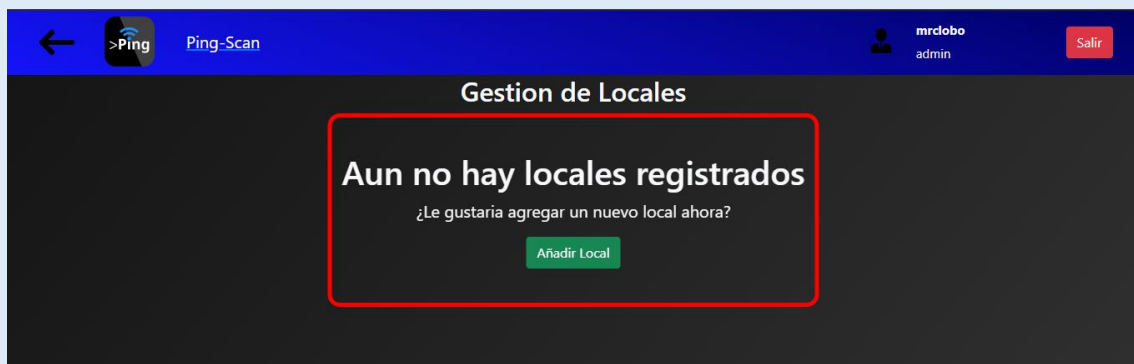 >Ping
Ping-Scan
mrclobo
admin
Salir
Gestion de Locales
Aun no hay locales registrados
¿Le gustaria agregar un nuevo local ahora?
Añadir Local